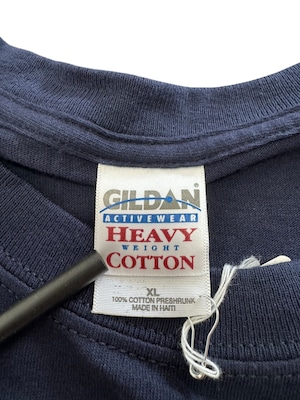 GILDAN
ACTIVEWEAR
HEAVY
WEIGHT
COTTON
XL
100% COTTON PRESHRUNK
MADE IN HAITI